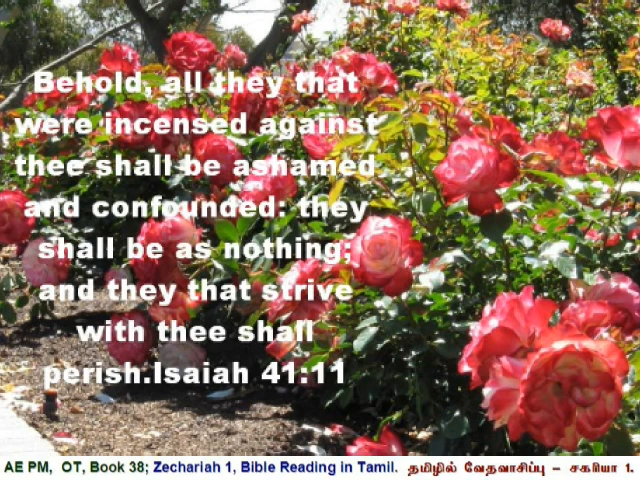 Behold, all they that
were incensed against
thee shall be ashamed
and confounded: they
shall be as nothing;
and they that strive
with thee shall
perish.Isaiah 41:11
AE PM, OT, Book 38; Zechariah 1, Bible Reading in Tamil. தமிழில் வேதவாசிப்பு – சகரியா 1.